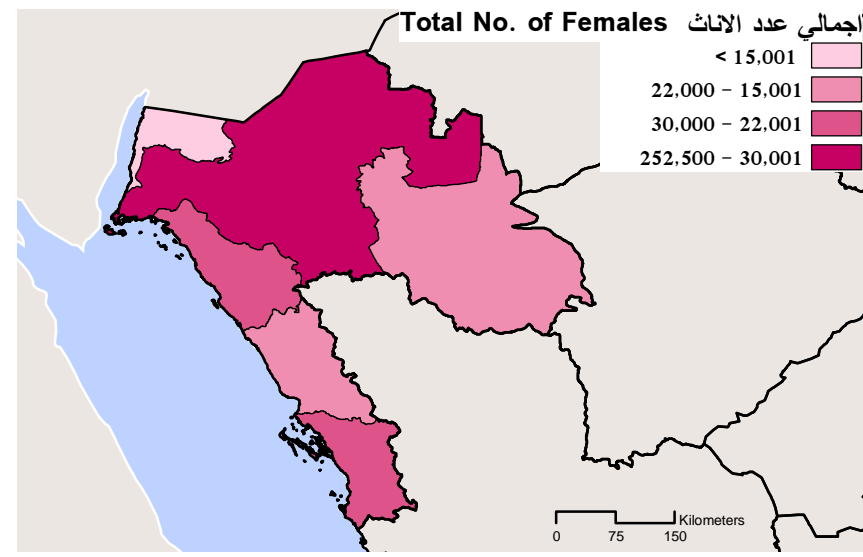 Total No. of Females اجمالي عدد الاناث
< 15,001
22,000 - 15,001
30,000 - 22,001
252,500 - 30,001
Kilometers
0 75 150